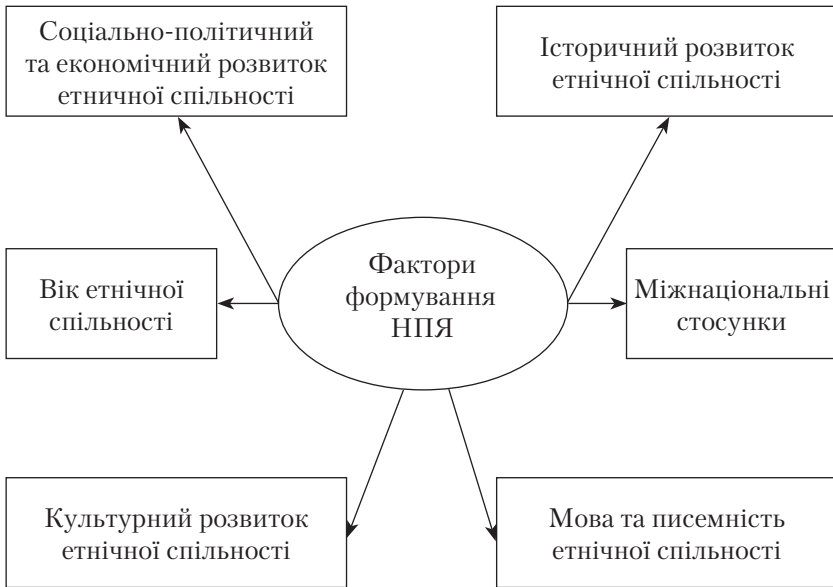 Соціально-політичний
та економічний розвиток
етничної спільності
Історичний розвиток
етнічної спільності
Фактори
формування
НПЯ
Вік етнічної
спільності
Міжнаціональні
стосунки
Культурний розвиток
етнічної спільності
Мова та писемність
етнічної спільності